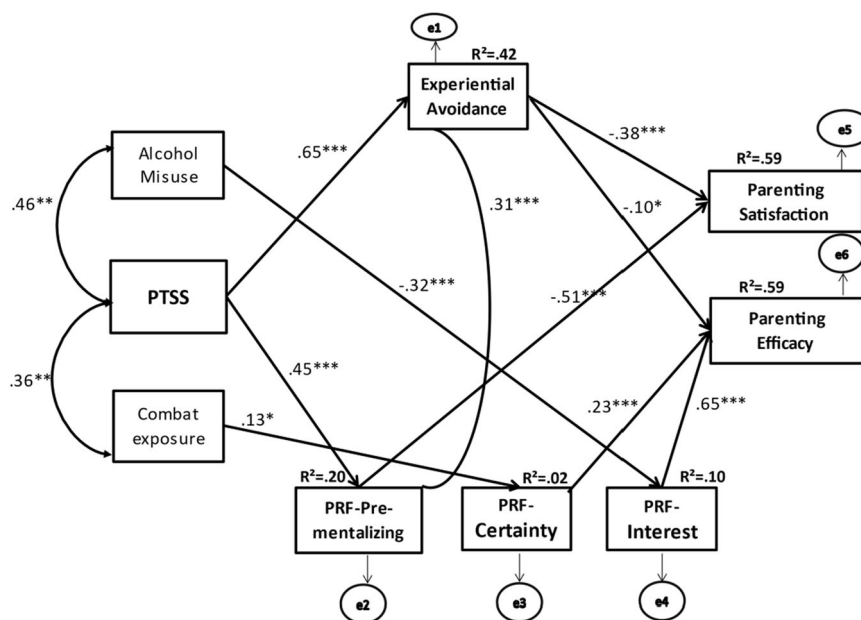 e1
R²=.42
Experiential
Avoidance
e5
.65***
-.38***
R²=.59
Alcohol
Misuse
Parenting
Satisfaction
.31***
-.10*
.46**
e6
PTSS
-.32***
-.51***
R²=.59
Parenting
Efficacy
.36**
.45***
.23***
.65***
Combat
exposure
.13*
R²=.20
R²=.02
R²=.10
PRF-Pre-
mentalizing
PRF-
Certainty
PRF-
Interest
e2
e3
e4